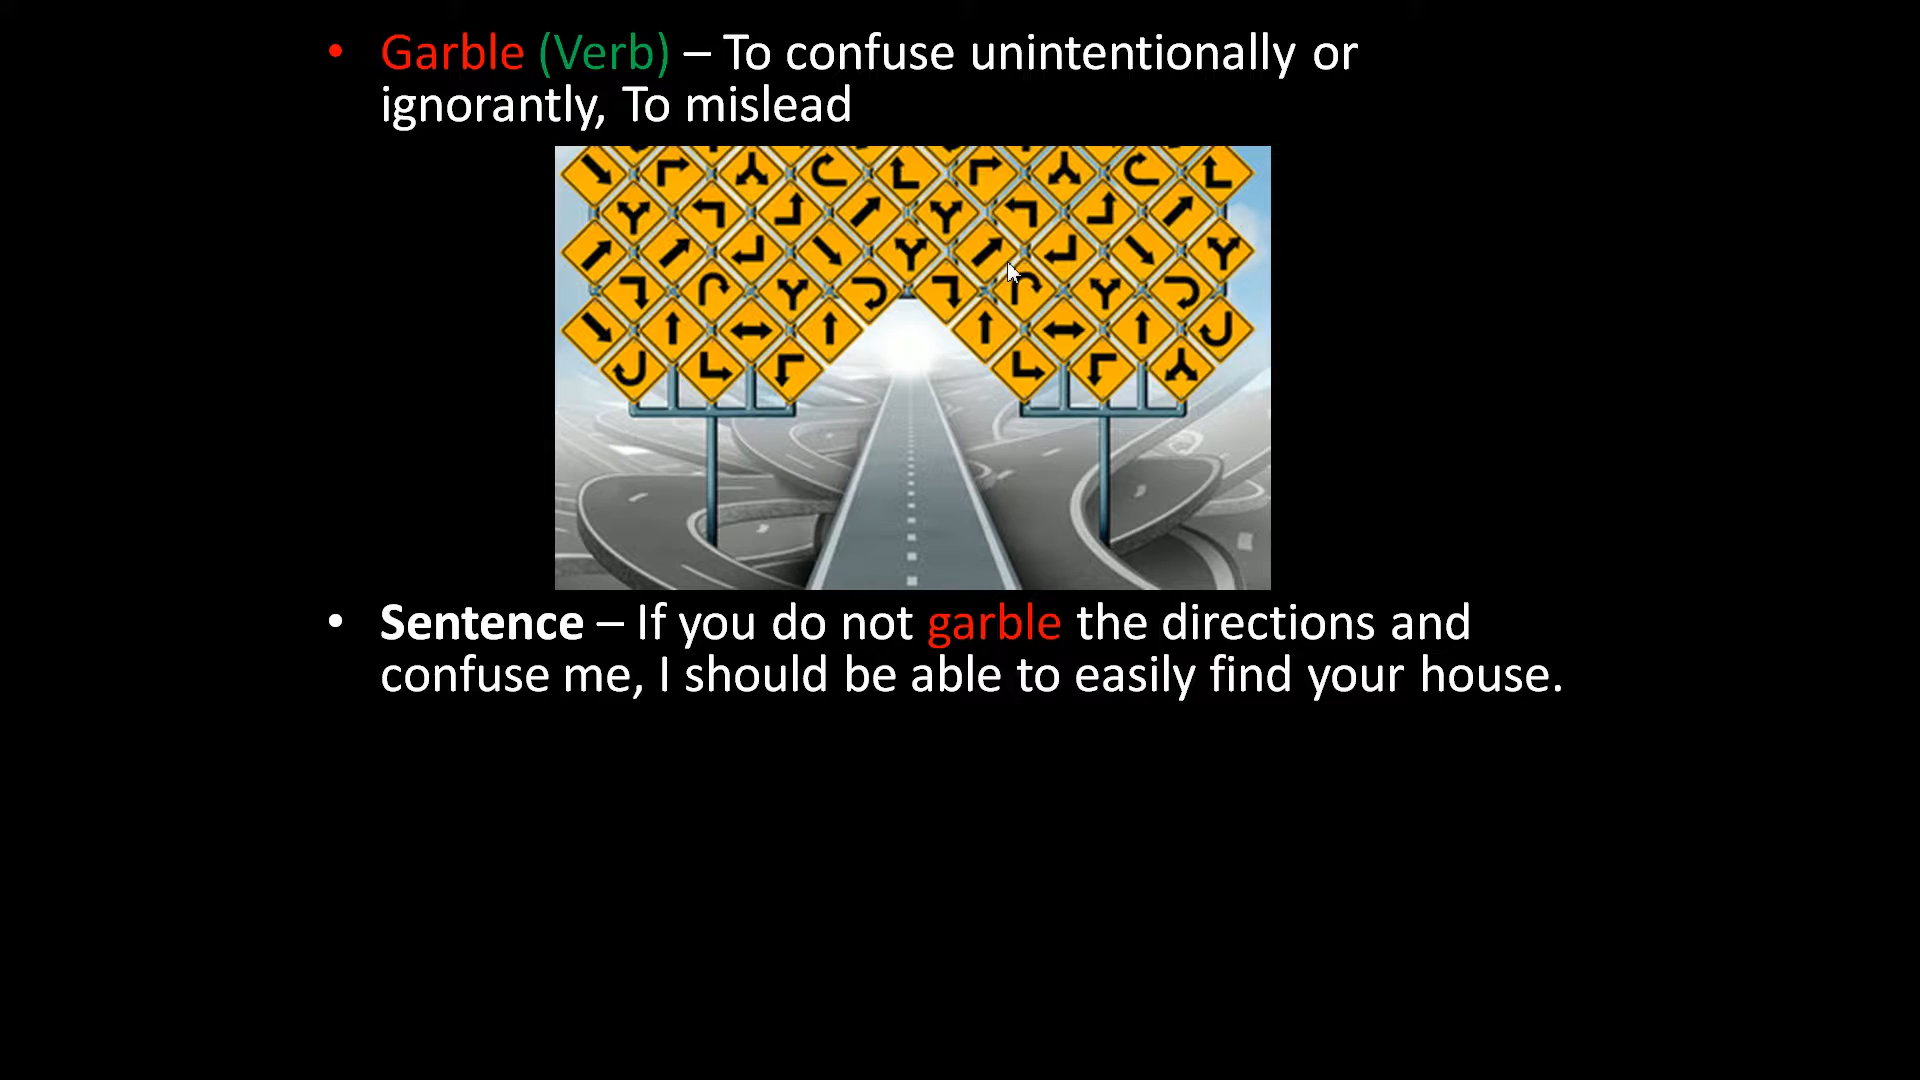 • Garble (Verb) – To confuse unintentionally or
ignorantly, To mislead
• Sentence – If you do not garble the directions and
confuse me, I should be able to easily find your house.